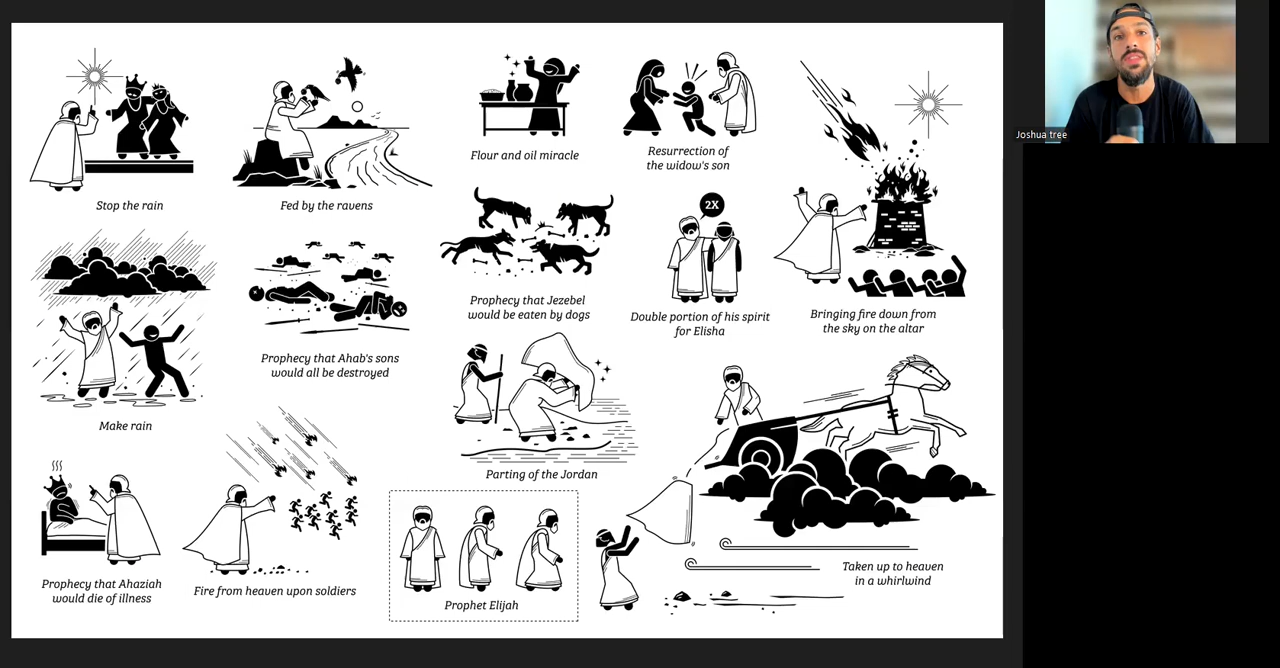 Joshua tree
Stop the rain
Fed by the ravens
Flour and oil miracle
Resurrection of
the widow's son
Make rain
Prophecy that Ahab's sons
would all be destroyed
Prophecy that Jezebel
would be eaten by dogs
2X
Double portion of his spirit
for Elisha
Bringing fire down from
the sky on the altar
Parting of the Jordan
Prophecy that Ahaziah
would die of illness
Fire from heaven upon soldiers
Prophet Elijah
Taken up to heaven
in a whirlwind